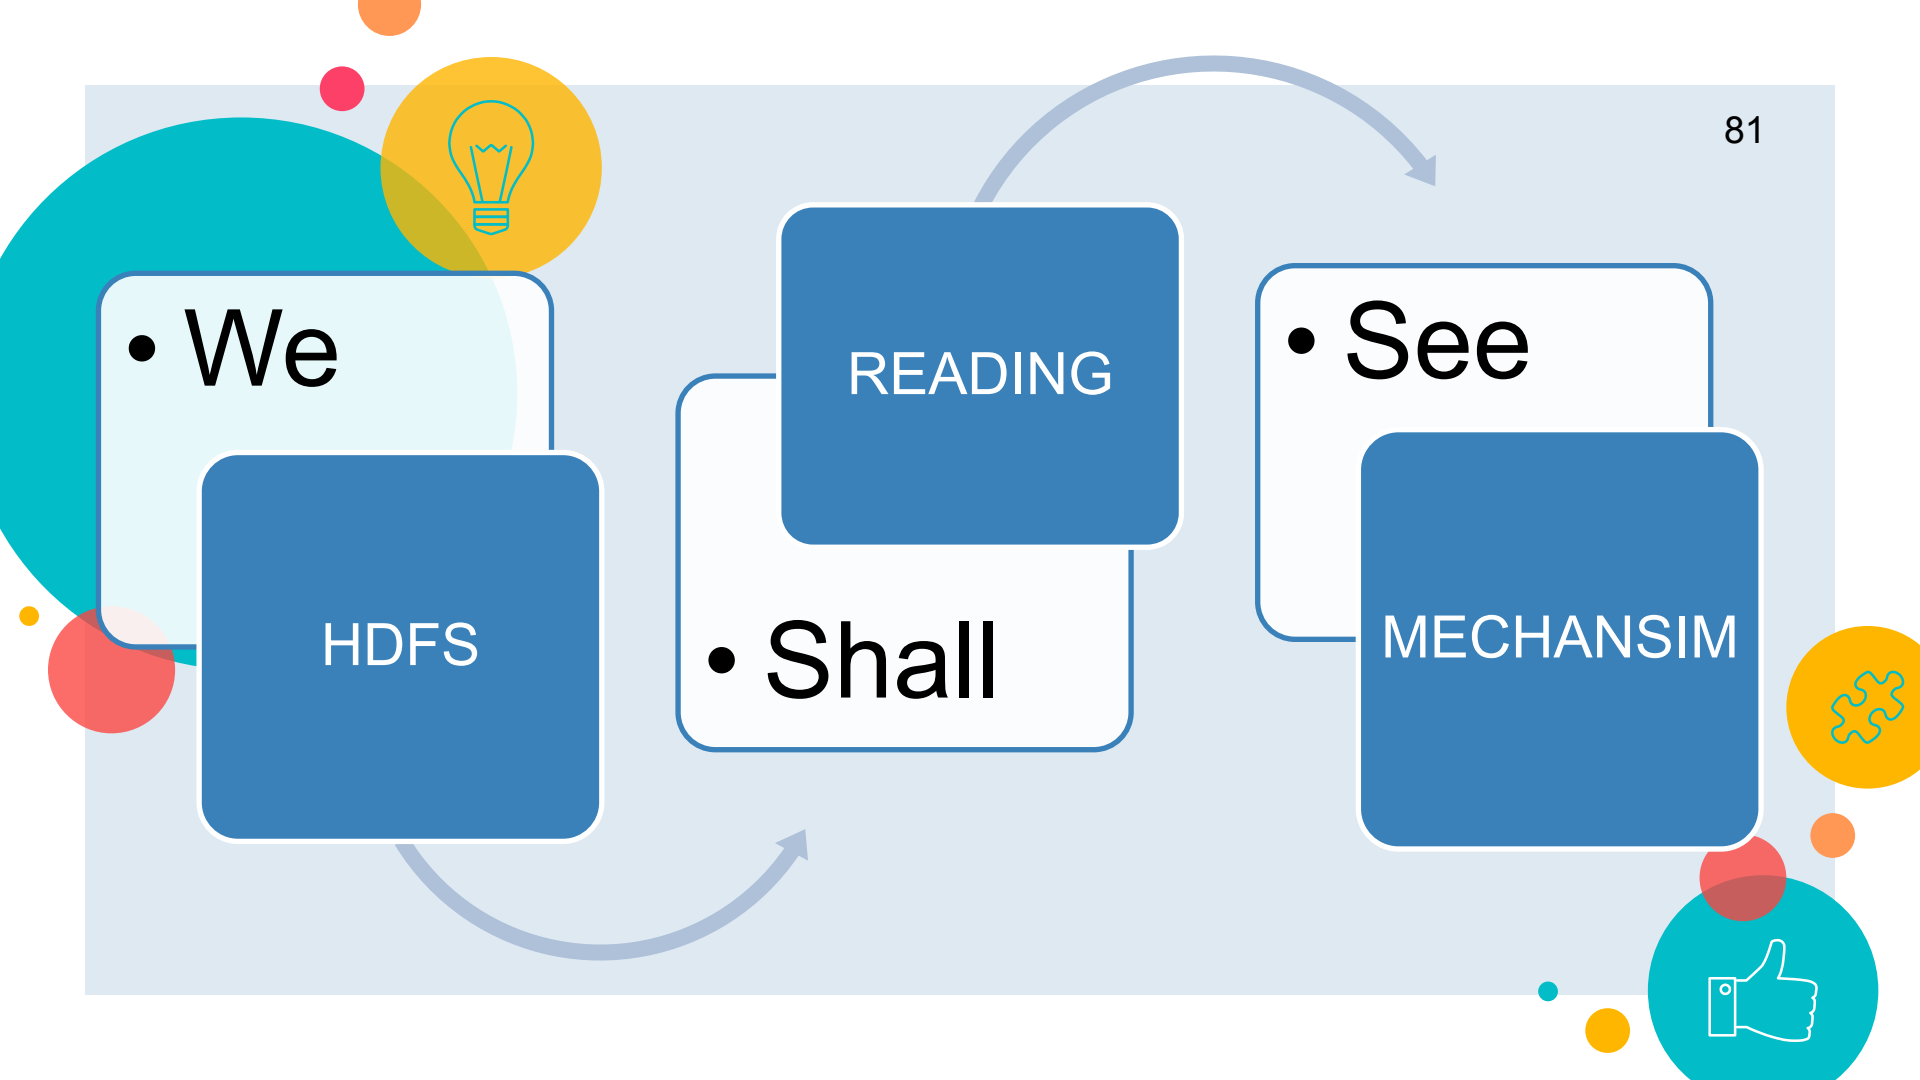 81
• We
HDFS
READING
• Shall
• See
MECHANSIM